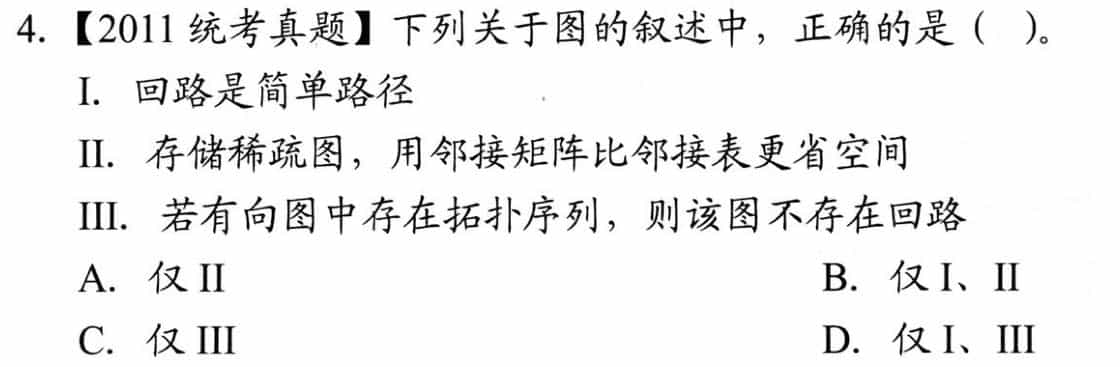 4. 【2011 统考真题】下列关于图的叙述中，正确的是（ ）。
I. 回路是简单路径
II. 存储稀疏图，用邻接矩阵比邻接表更省空间
III. 若有向图中存在拓扑序列，则该图不存在回路
A. 仅 II B. 仅 I、II
C. 仅 III D. 仅 I、III